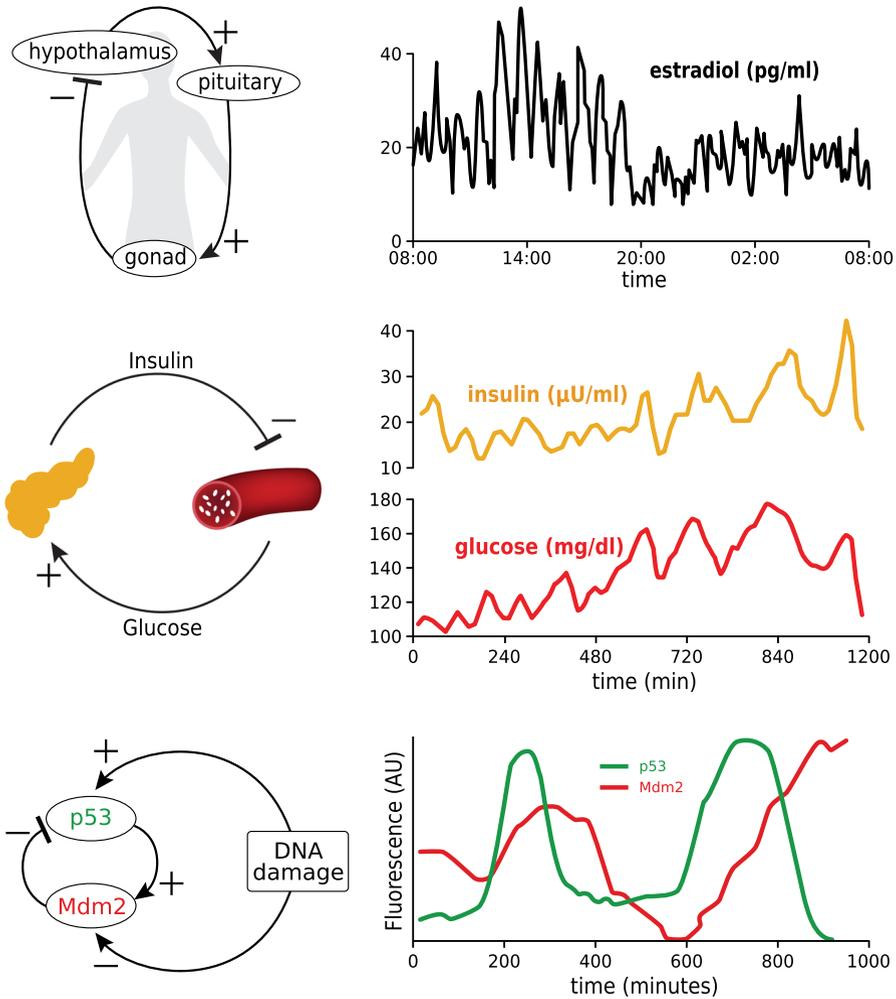 hypothalamus
+
pituitary
−
+
gonad
estradiol (pg/ml)
40
20
0
08:00 14:00 20:00 02:00 08:00
time
Insulin
−
+
Glucose
insulin (µU/ml)
40
30
20
10
glucose (mg/dl)
180
160
140
120
100
0 240 480 720 840 1200
time (min)
+
p53
−
+
DNA
damage
Mdm2
−
Fluorescence (AU)
p53
Mdm2
0 200 400 600 800 1000
time (minutes)